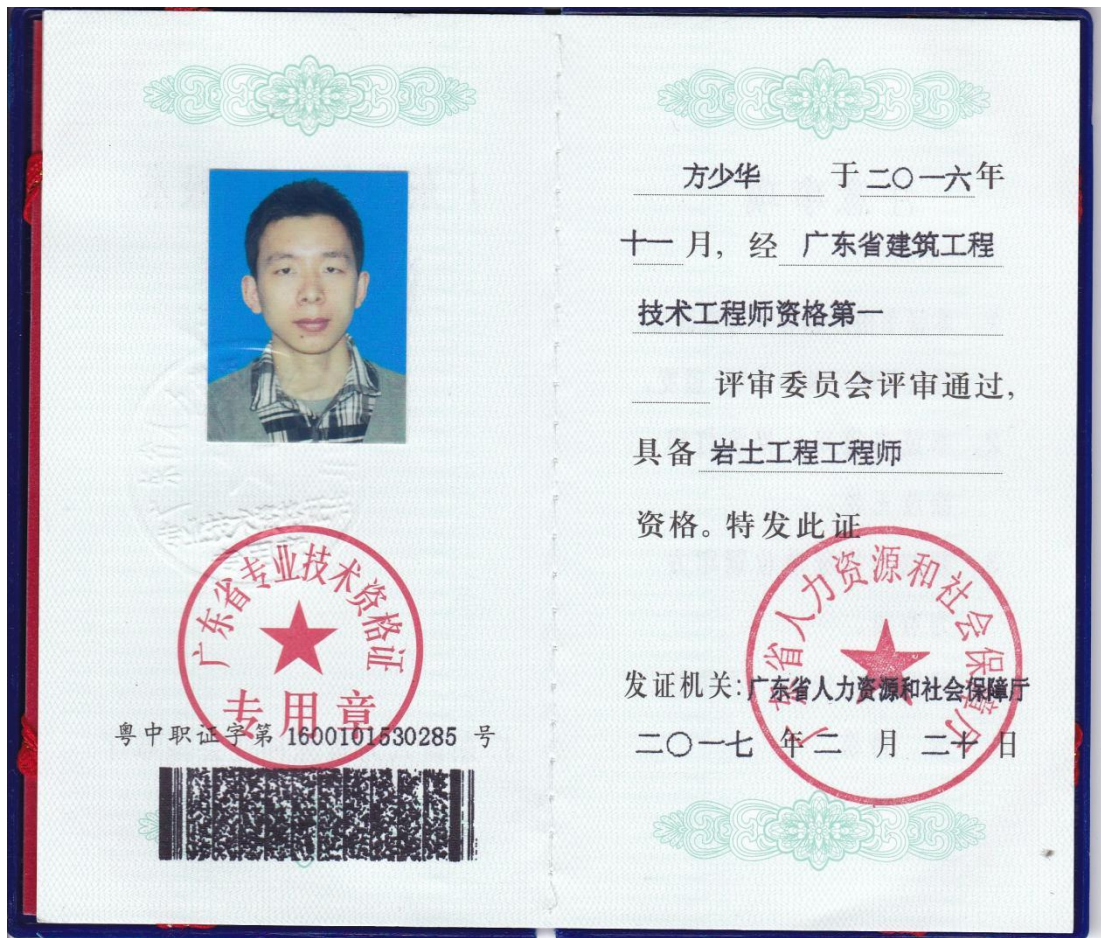 广东省专业技术资格证
专用章
粤中职证字第 1600101530285 号
方少华 于二〇一六年
十一月, 经 广东省建筑工程
技术工程师资格第一
评审委员会评审通过,
具备 岩土工程工程师
资格。特发此证
广东省人力资源和社会保障厅
发证机关:广东省人力资源和社会保障厅
二〇一七 年二 月 二十 日